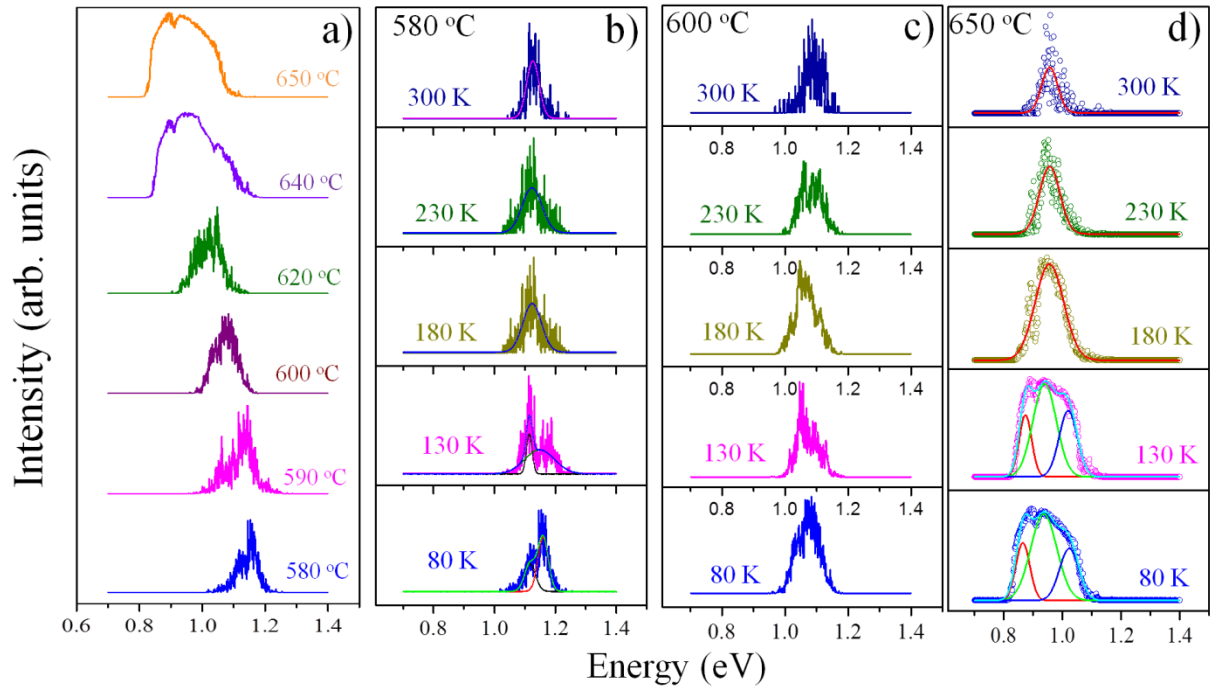 Intensity (arb. units)
a)
650 °C
640 °C
620 °C
600 °C
590 °C
580 °C
0.6 0.8 1.0 1.2 1.4
580 °C b)
300 K
230 K
180 K
130 K
80 K
0.8 1.0 1.2 1.4
600 °C c)
300 K
0.8 1.0 1.2 1.4
230 K
0.8 1.0 1.2 1.4
180 K
0.8 1.0 1.2 1.4
130 K
0.8 1.0 1.2 1.4
80 K
0.8 1.0 1.2 1.4
650 °C d)
300 K
230 K
180 K
130 K
80 K
0.8 1.0 1.2 1.4
Energy (eV)